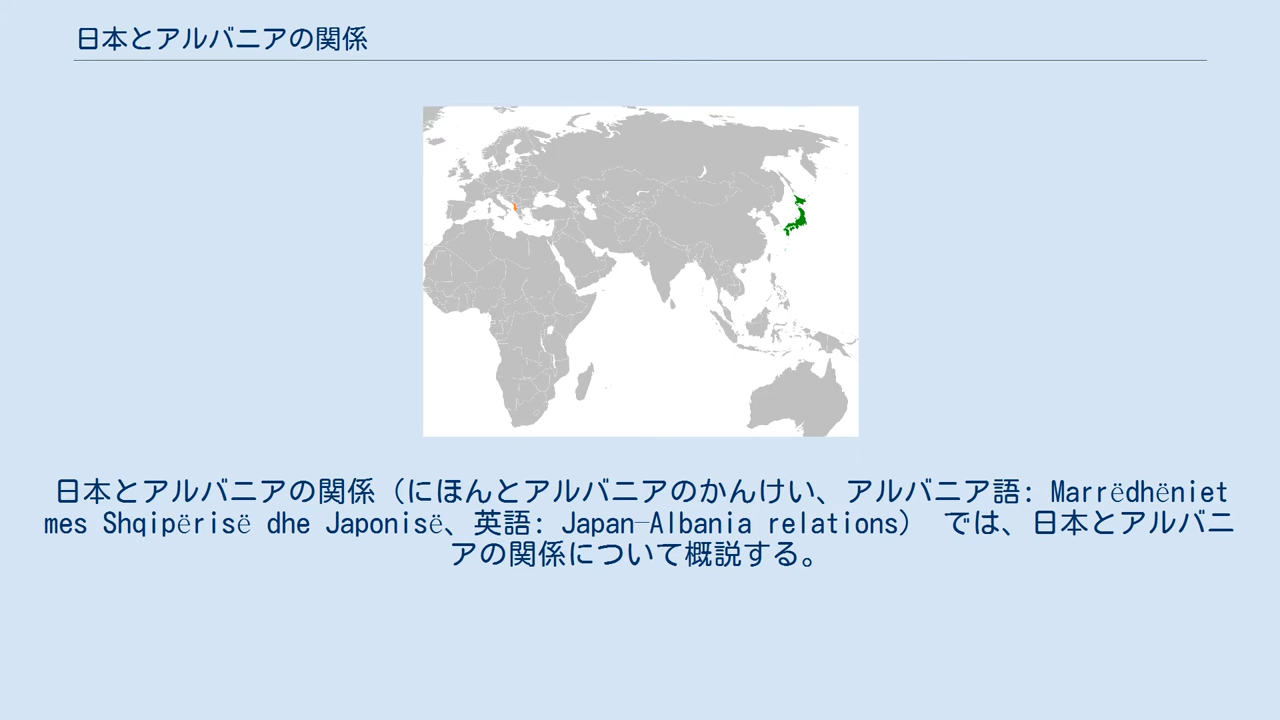 日本とアルバニアの関係
日本とアルバニアの関係（にほんとアルバニアのかんけい、アルバニア語: Marrëdhëniet
mes Shqipërisë dhe Japonisë、英語: Japan–Albania relations） では、日本とアルバニ
アの関係について概説する。